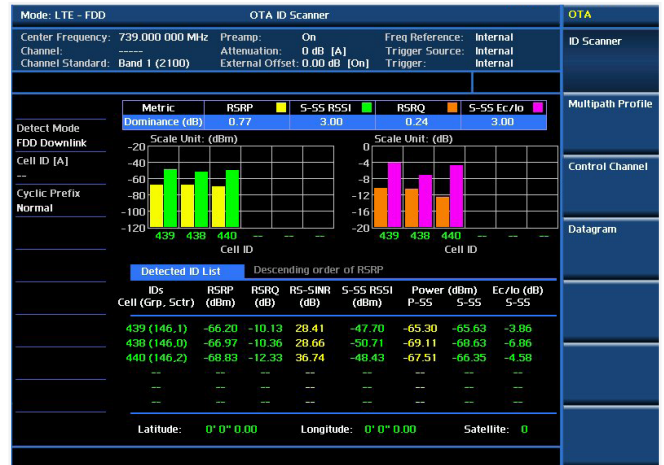 Mode: LTE - FDD OTA ID Scanner OTA
Center Frequency: 739.000 000 MHz Preamp: On Freq Reference: Internal
Channel: ----- Attenuation: 0 dB [A] Trigger Source: Internal
Channel Standard: Band 1 (2100) External Offset: 0.00 dB [On] Trigger: Internal
ID Scanner
Multipath Profile
Control Channel
Datagram
Detect Mode
FDD Downlink
Cell ID [A]
--
Cyclic Prefix
Normal
Metric RSRP S-SS RSSI RSRQ S-SS Ec/Io
Dominance (dB) 0.77 3.00 0.24 3.00
Scale Unit: (dBm) Scale Unit: (dB)
-20 0
-40 -4
-60 -8
-80 -12
-100 -16
-120 -20
439 438 440 -- -- -- 439 438 440 -- -- --
Cell ID Cell ID
Detected ID List Descending order of RSRP
IDs RSRP RSRQ RS-SINR S-SS RSSI Power (dBm) Ec/Io (dB)
Cell (Grp, Sctr) (dBm) (dB) (dB) (dBm) P-SS S-SS S-SS
439 (146,1) -66.20 -10.13 28.41 -47.70 -65.30 -65.63 -3.86
438 (146,0) -66.97 -10.36 28.66 -50.71 -69.11 -68.63 -6.86
440 (146,2) -68.83 -12.33 36.74 -48.43 -67.51 -66.35 -4.58
-- -- -- -- -- -- -- --
-- -- -- -- -- -- -- --
-- -- -- -- -- -- -- --
Latitude: 0' 0" 0.00 Longitude: 0' 0" 0.00 Satellite: 0